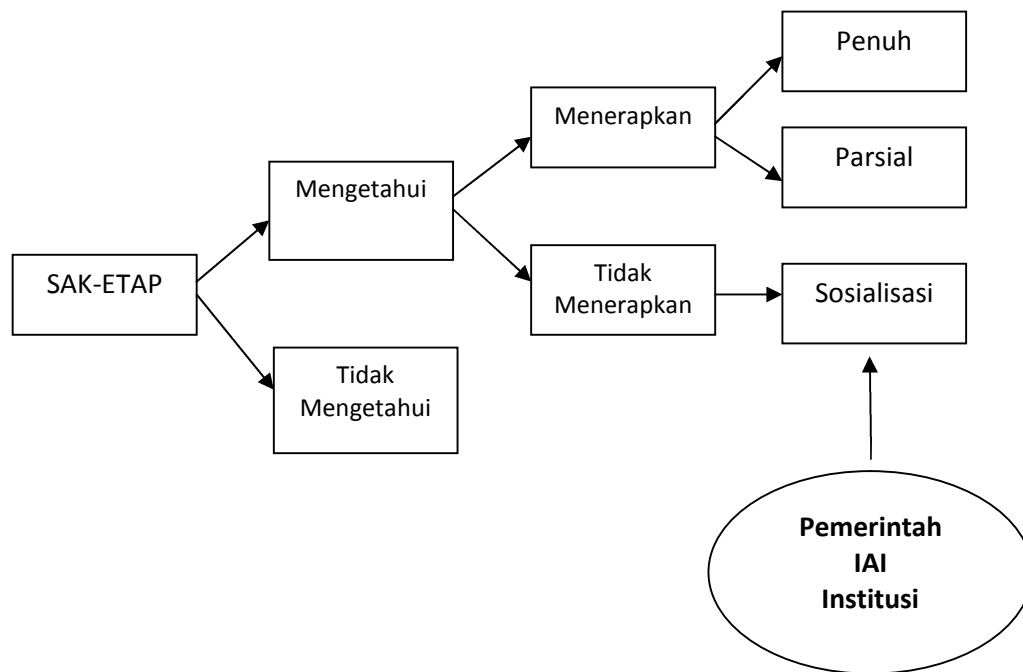 Penuh
Menerapkan
Parsial
Mengetahui
SAK-ETAP
Tidak
Menerapkan
Sosialisasi
Tidak
Mengetahui
Pemerintah
IAI
Institusi